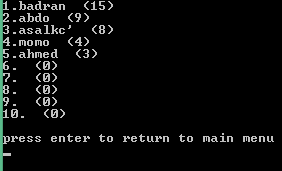 1.badran (15)
2.abdo (9)
3.asalkc' (8)
4.momo (4)
5.ahmed (3)
6. (0)
7. (0)
8. (0)
9. (0)
10. (0)
press enter to return to main menu